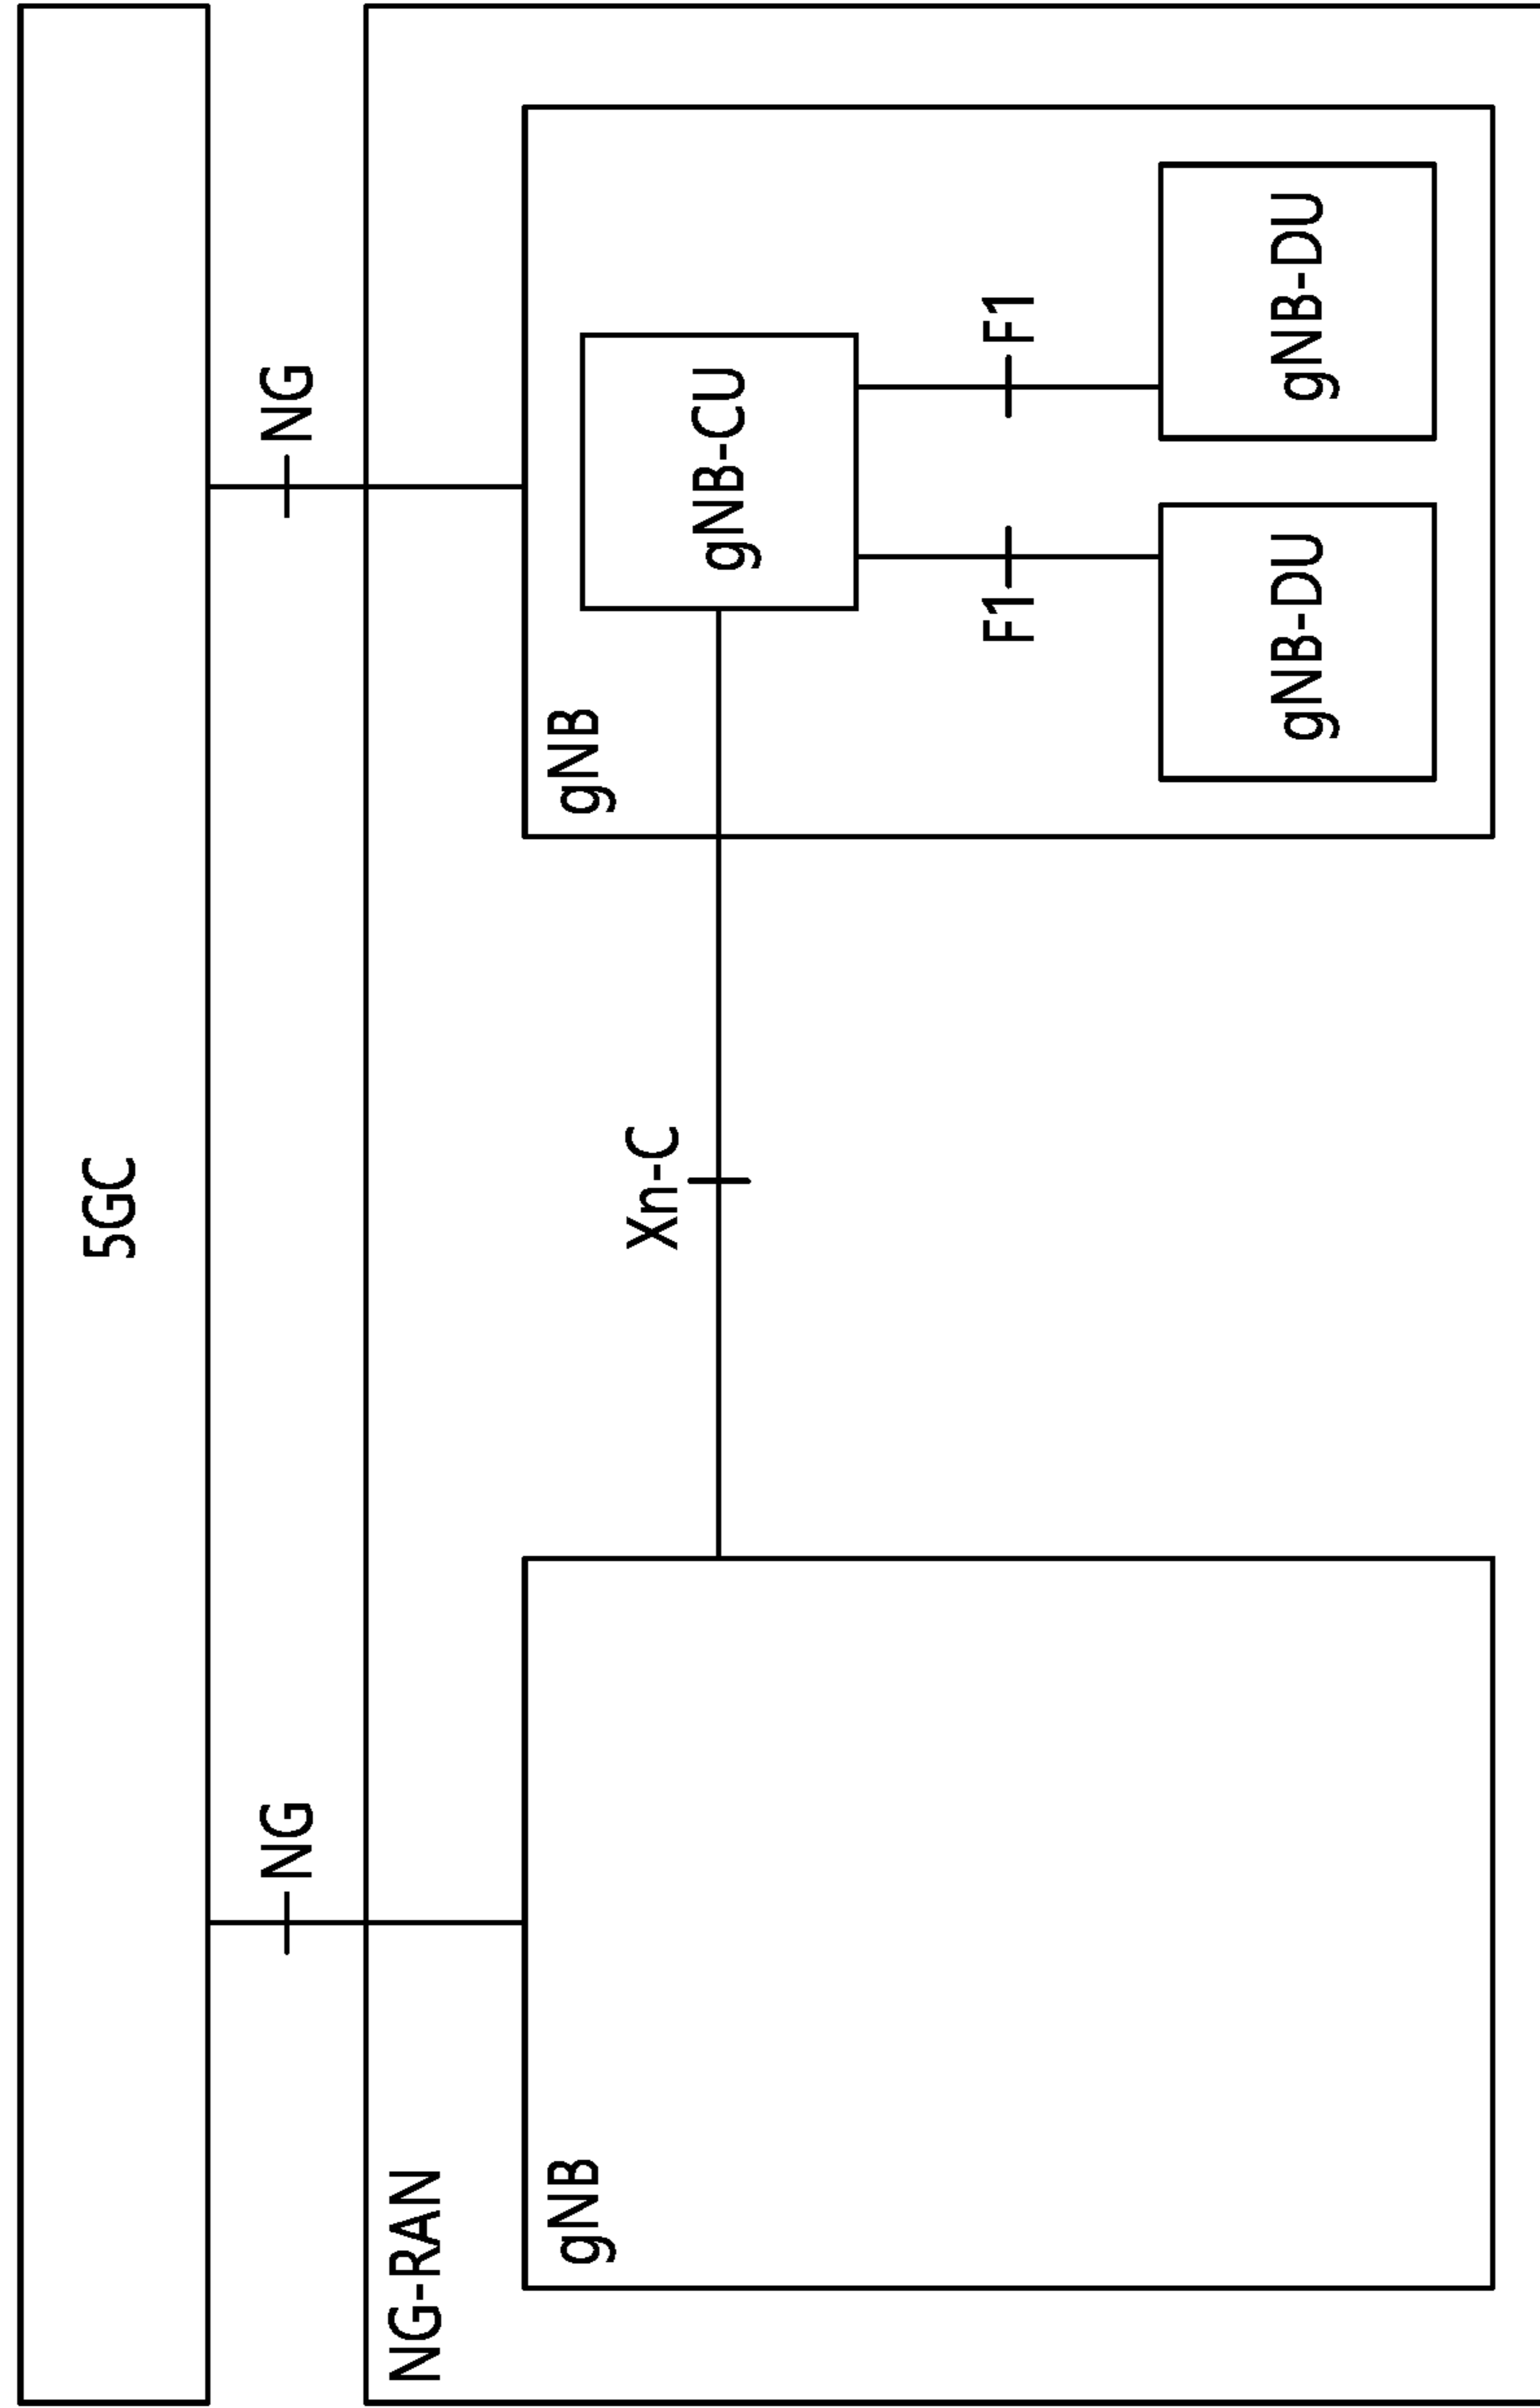 5GC
NG
NG
NG-RAN
gNB
Xn-C
gNB
gNB-CU
F1
F1
gNB-DU
gNB-DU